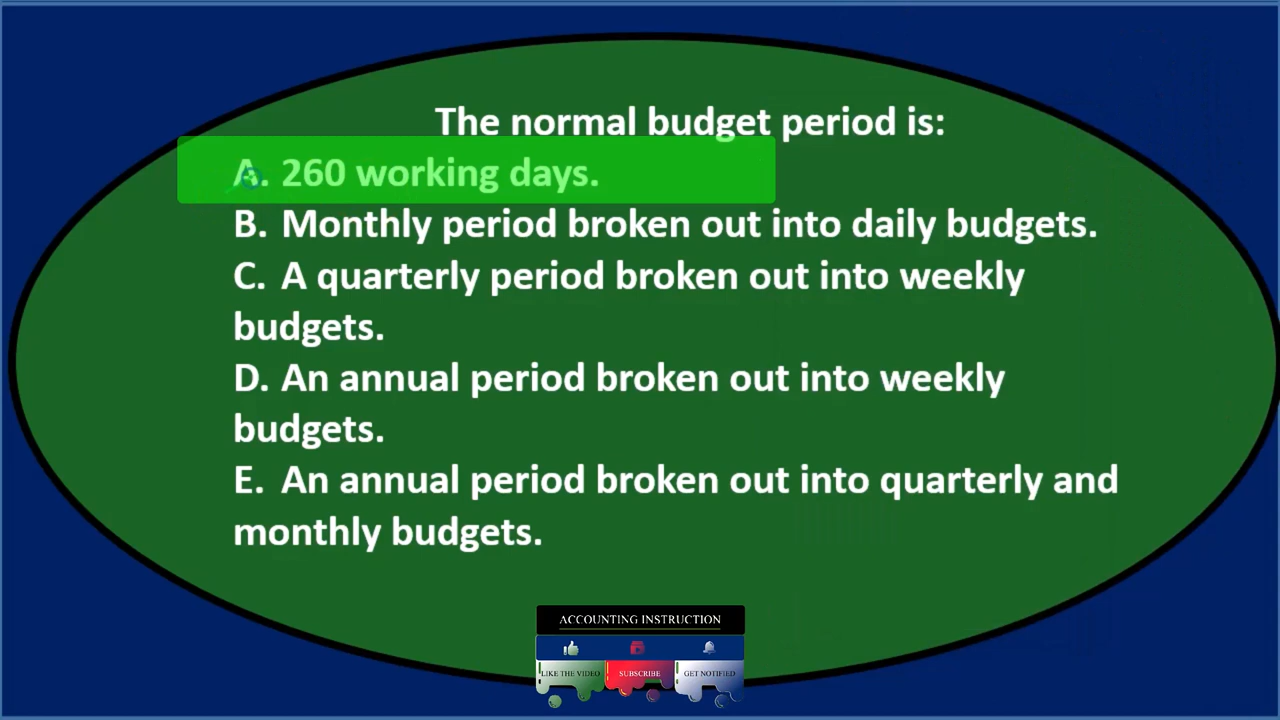 The normal budget period is:
A. 260 working days.
B. Monthly period broken out into daily budgets.
C. A quarterly period broken out into weekly
budgets.
D. An annual period broken out into weekly
budgets.
E. An annual period broken out into quarterly and
monthly budgets.
ACCOUNTING INSTRUCTION
LIKE THE VIDEO SUBSCRIBE GET NOTIFIED